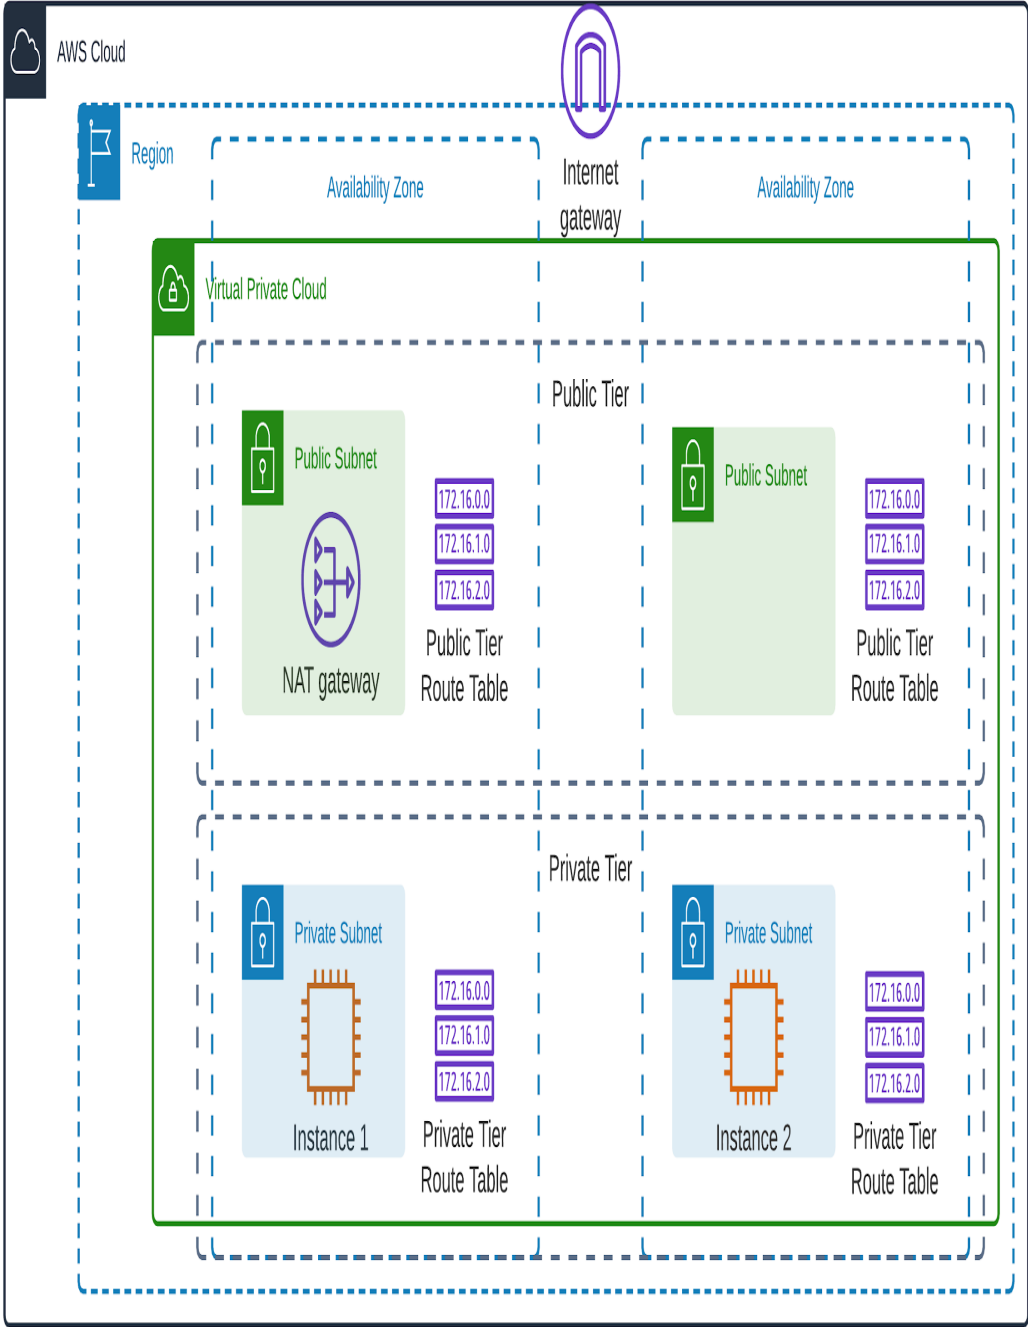 AWS Cloud
Region
Availability Zone
Internet
gateway
Availability Zone
Virtual Private Cloud
Public Tier
Public Subnet
NAT gateway
172.16.0.0
172.16.1.0
172.16.2.0
Public Tier
Route Table
Public Subnet
172.16.0.0
172.16.1.0
172.16.2.0
Public Tier
Route Table
Private Tier
Private Subnet
Instance 1
172.16.0.0
172.16.1.0
172.16.2.0
Private Tier
Route Table
Private Subnet
Instance 2
172.16.0.0
172.16.1.0
172.16.2.0
Private Tier
Route Table